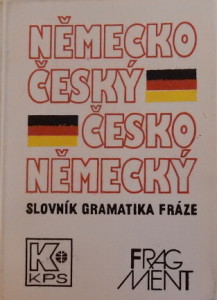 NĚMECKO
ČESKÝ
ČESKO
NĚMECKÝ
SLOVNÍK GRAMATIKA FRÁZE
K
KPS
FRAG
MENT